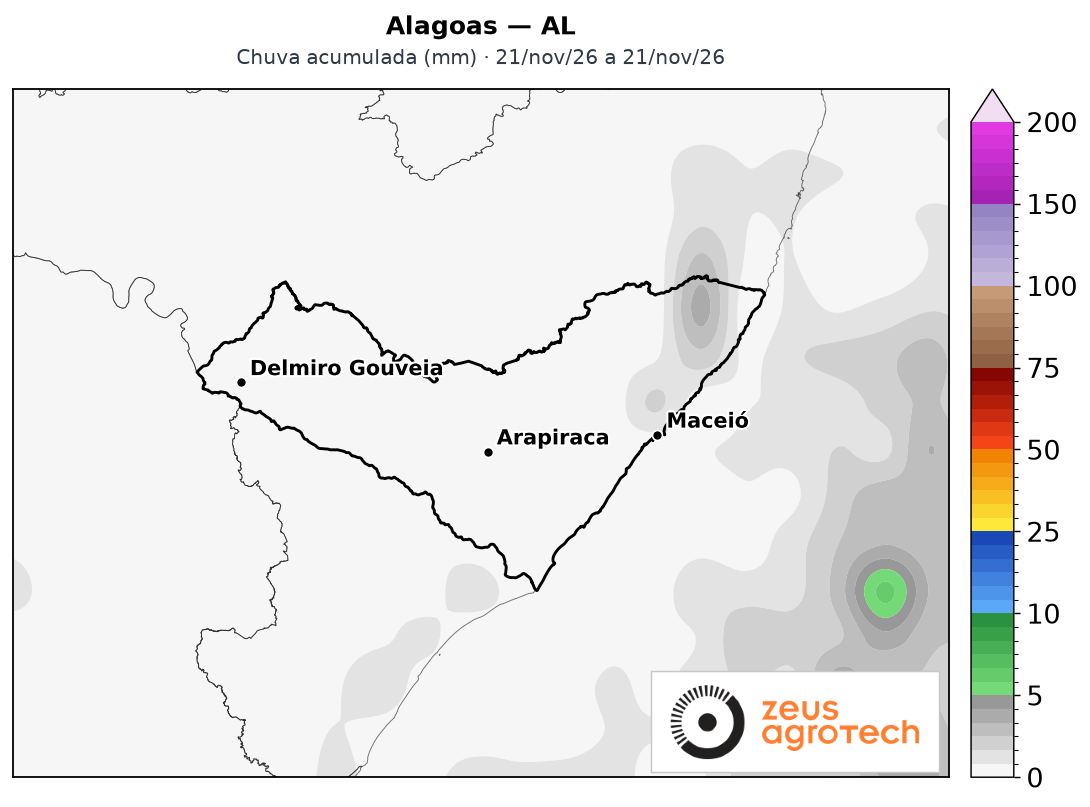 Alagoas — AL
Chuva acumulada (mm) · 21/nov/26 a 21/nov/26
200
150
100
75
50
25
10
5
0
Delmiro Gouveia
Arapiraca
Maceió
zeus
agrotech